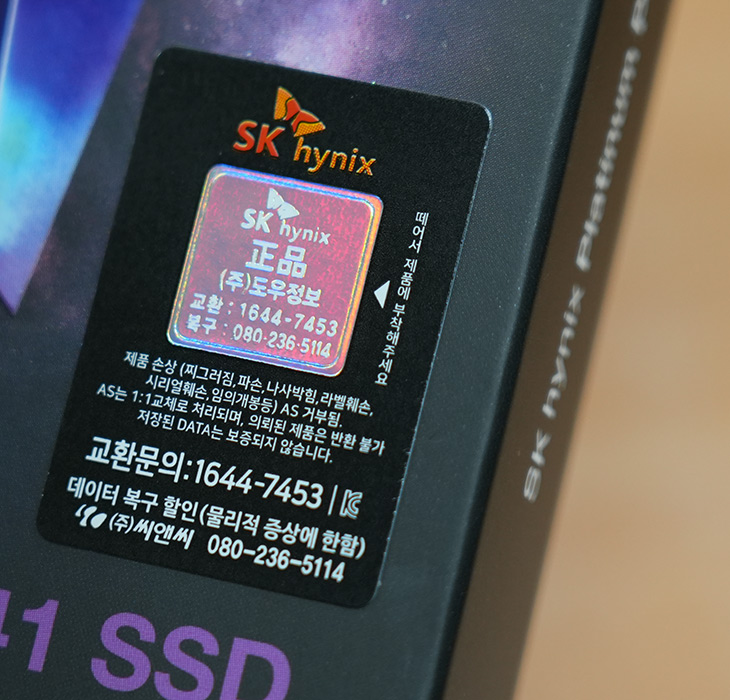 SK hynix
SK hynix
正品
(주)도우정보
교환 : 1644-7453
복구 : 080-236-5114
떼어서 제품에 부착해주세요
제품 손상 (찌그러짐,파손,나사박힘,라벨훼손,
시리얼훼손,임의개봉등) AS 거부됨.
AS는 1:1교체로 처리되며, 의뢰된 제품은 반환 불가
저장된 DATA는 보증되지 않습니다.
교환문의:1644-7453
데이터 복구 할인(물리적 증상에 한함)
(주)씨앤씨 080-236-5114
41 SSD
SK hynix Platinum P